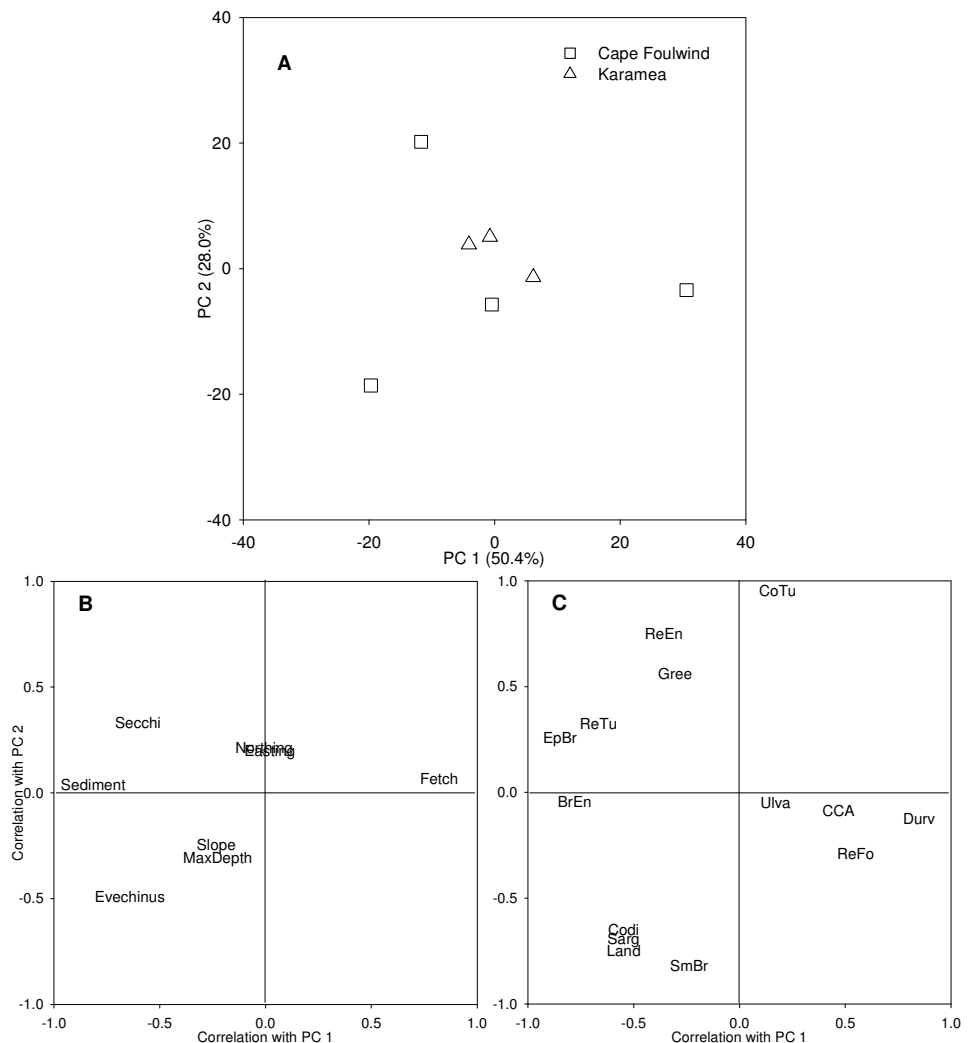 40
A
Cape Foulwind
Karamea
20
PC 2 (28.0%)
0
-20
-40
-40
-20
0
20
40
PC 1 (50.4%)
1.0
B
0.5
Secchi
Northing
Easting
Fetch
Sediment
0.0
Correlation with PC 2
Slope
MaxDepth
Evechinus
-0.5
-1.0
-1.0
-0.5
0.0
0.5
1.0
Correlation with PC 1
1.0
C
CoTu
ReEn
Gree
0.5
ReTu
EpBr
0.0
BrEn
Ulva
CCA
Durv
ReFo
-0.5
Codi
Sarg
Land
SmBr
-1.0
-1.0
-0.5
0.0
0.5
1.0
Correlation with PC 1